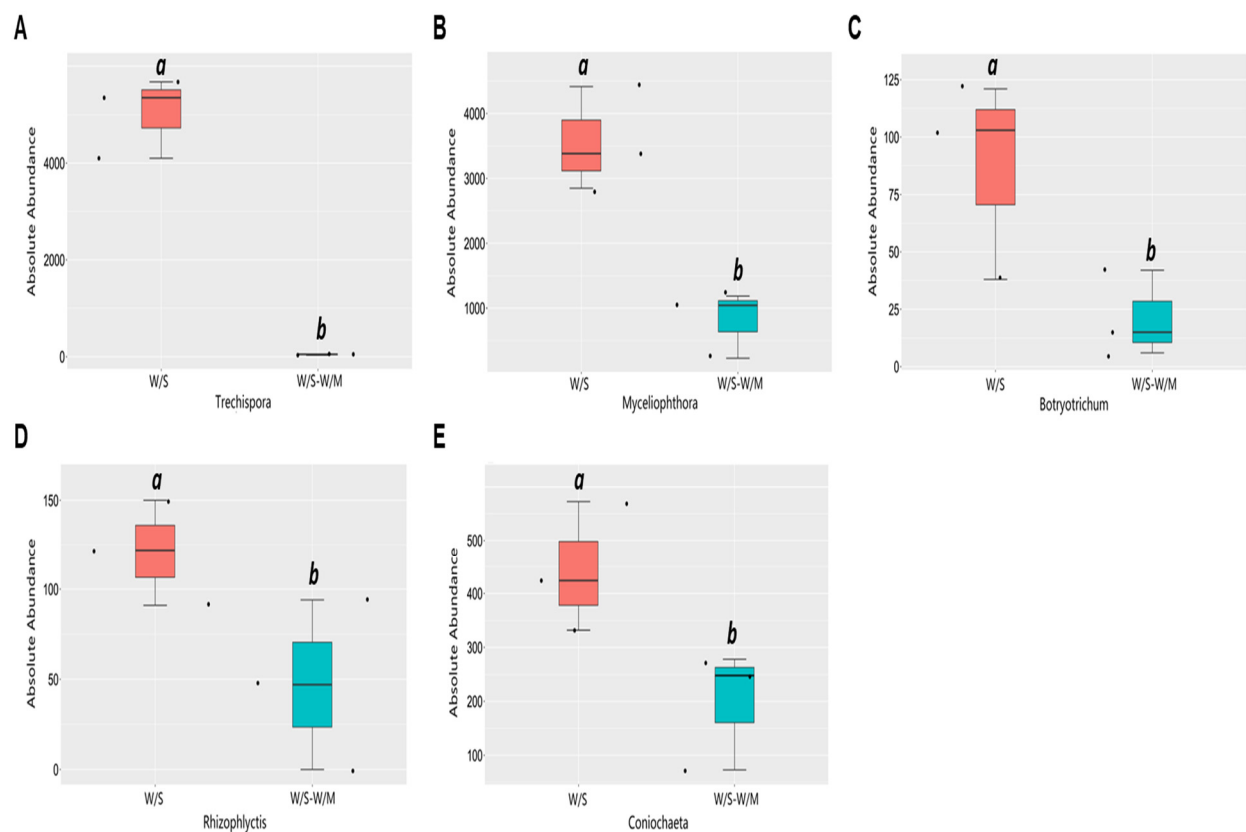 A
B
C
a
b
Absolute Abundance
4000
2000
0
W/S
W/S-W/M
Trechispora
a
b
Absolute Abundance
4000
3000
2000
1000
W/S
W/S-W/M
Myceliophthora
a
b
Absolute Abundance
125
100
75
50
25
0
W/S
W/S-W/M
Botryotrichum
D
E
a
b
Absolute Abundance
150
100
50
0
W/S
W/S-W/M
Rhizophlyctis
a
b
Absolute Abundance
500
400
300
200
100
W/S
W/S-W/M
Coniochaeta